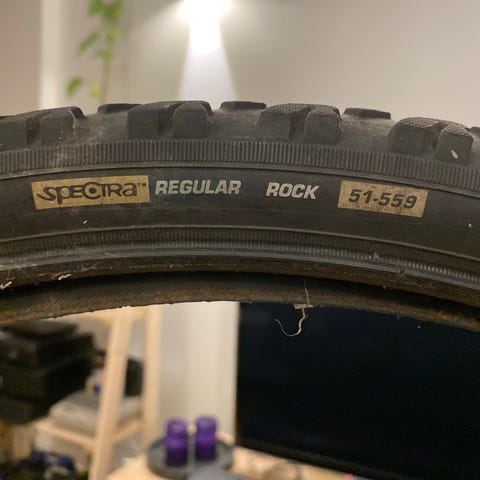 SPECTRA™ REGULAR ROCK 51-559